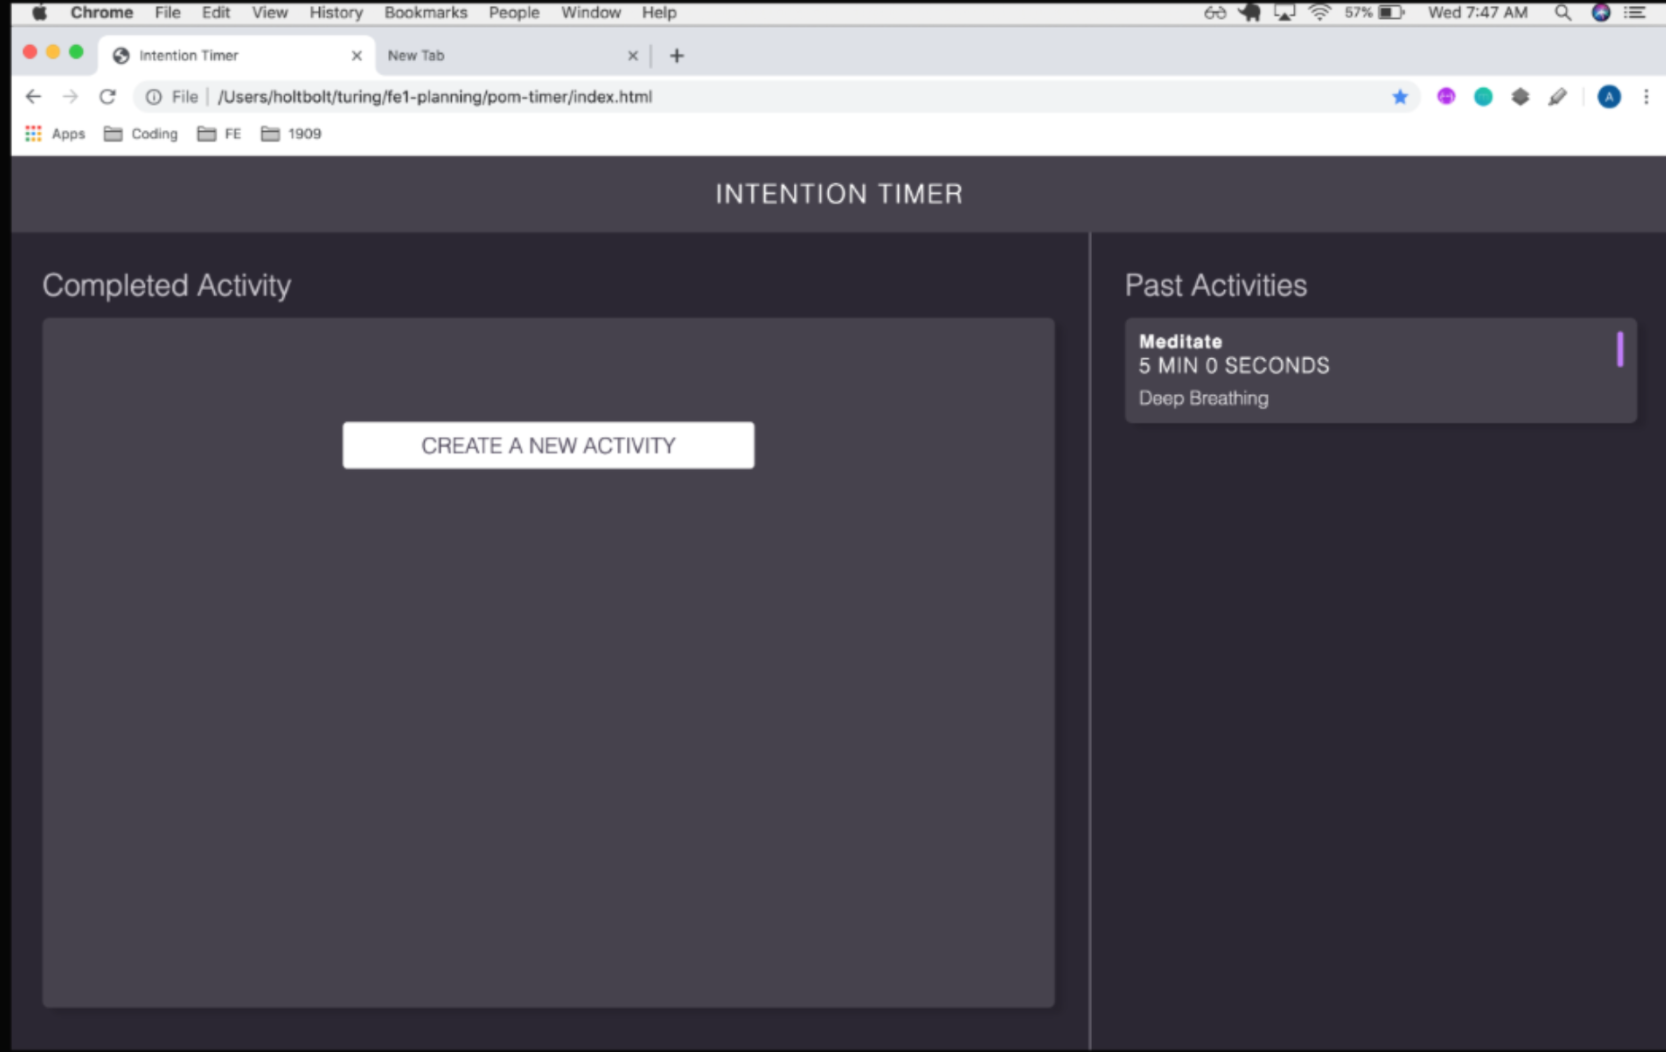 Chrome File Edit View History Bookmarks People Window Help 57% Wed 7:47 AM
Intention Timer New Tab
File /Users/holtbolt/turing/fe1-planning/pom-timer/index.html A
Apps Coding FE 1909
INTENTION TIMER
Completed Activity
CREATE A NEW ACTIVITY
Past Activities
Meditate
5 MIN 0 SECONDS
Deep Breathing